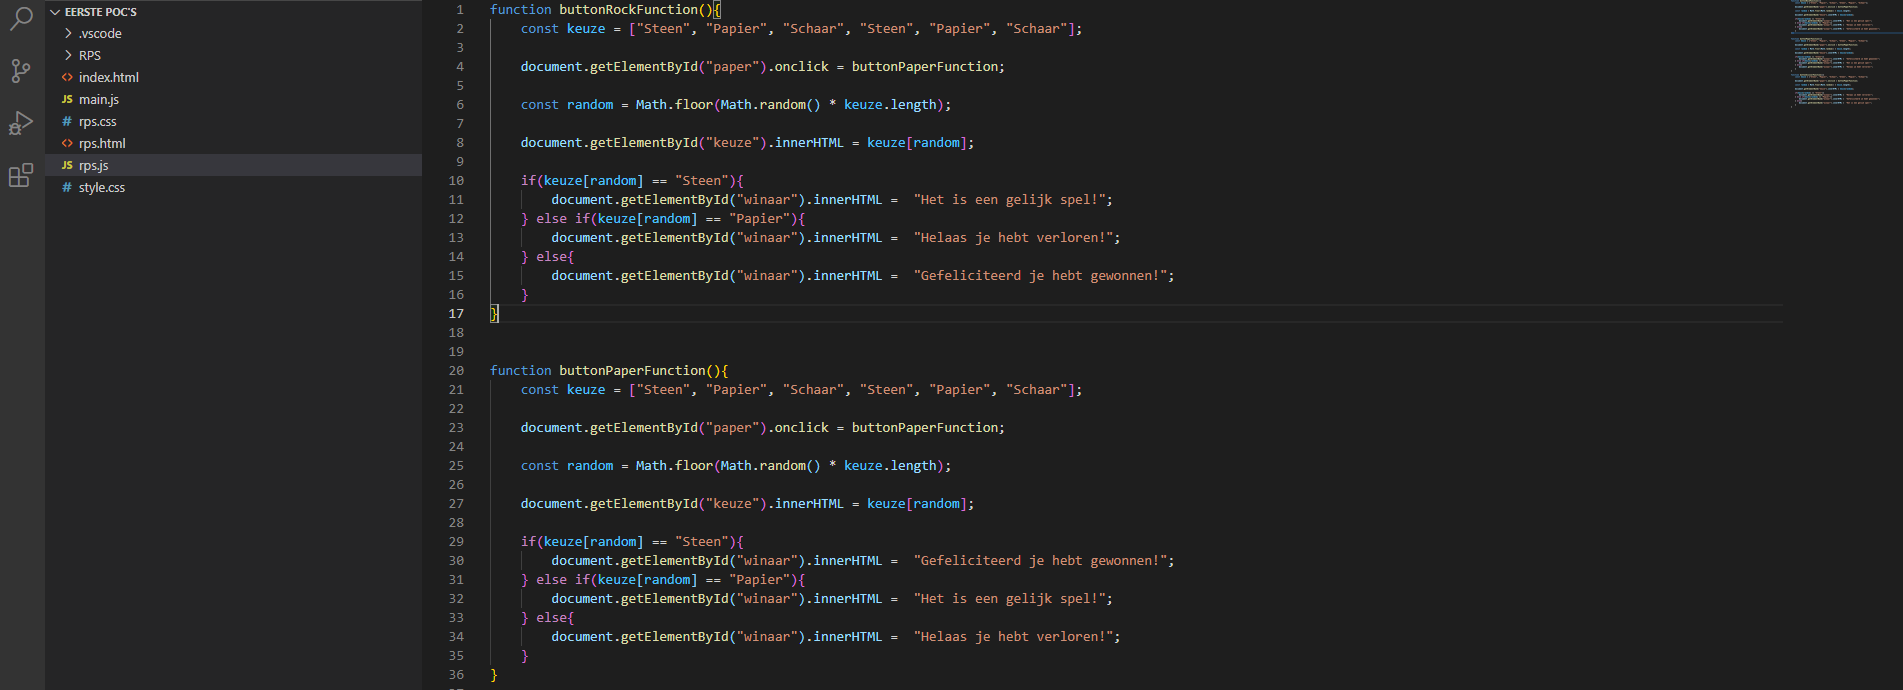 EERSTE POC'S
.vscode
RPS
<> index.html
JS main.js
# rps.css
<> rps.html
JS rps.js
# style.css
1 function buttonRockFunction(){
2 const keuze = ["Steen", "Papier", "Schaar", "Steen", "Papier", "Schaar"];
3
4 document.getElementById("paper").onclick = buttonPaperFunction;
5
6 const random = Math.floor(Math.random() * keuze.length);
7
8 document.getElementById("keuze").innerHTML = keuze[random];
9
10 if(keuze[random] == "Steen"){
11 document.getElementById("winaar").innerHTML =  "Het is een gelijk spel!";
12 } else if(keuze[random] == "Papier"){
13 document.getElementById("winaar").innerHTML =  "Helaas je hebt verloren!";
14 } else{
15 document.getElementById("winaar").innerHTML =  "Gefeliciteerd je hebt gewonnen!";
16 }
17 }
18
19
20 function buttonPaperFunction(){
21 const keuze = ["Steen", "Papier", "Schaar", "Steen", "Papier", "Schaar"];
22
23 document.getElementById("paper").onclick = buttonPaperFunction;
24
25 const random = Math.floor(Math.random() * keuze.length);
26
27 document.getElementById("keuze").innerHTML = keuze[random];
28
29 if(keuze[random] == "Steen"){
30 document.getElementById("winaar").innerHTML =  "Gefeliciteerd je hebt gewonnen!";
31 } else if(keuze[random] == "Papier"){
32 document.getElementById("winaar").innerHTML =  "Het is een gelijk spel!";
33 } else{
34 document.getElementById("winaar").innerHTML =  "Helaas je hebt verloren!";
35 }
36 }